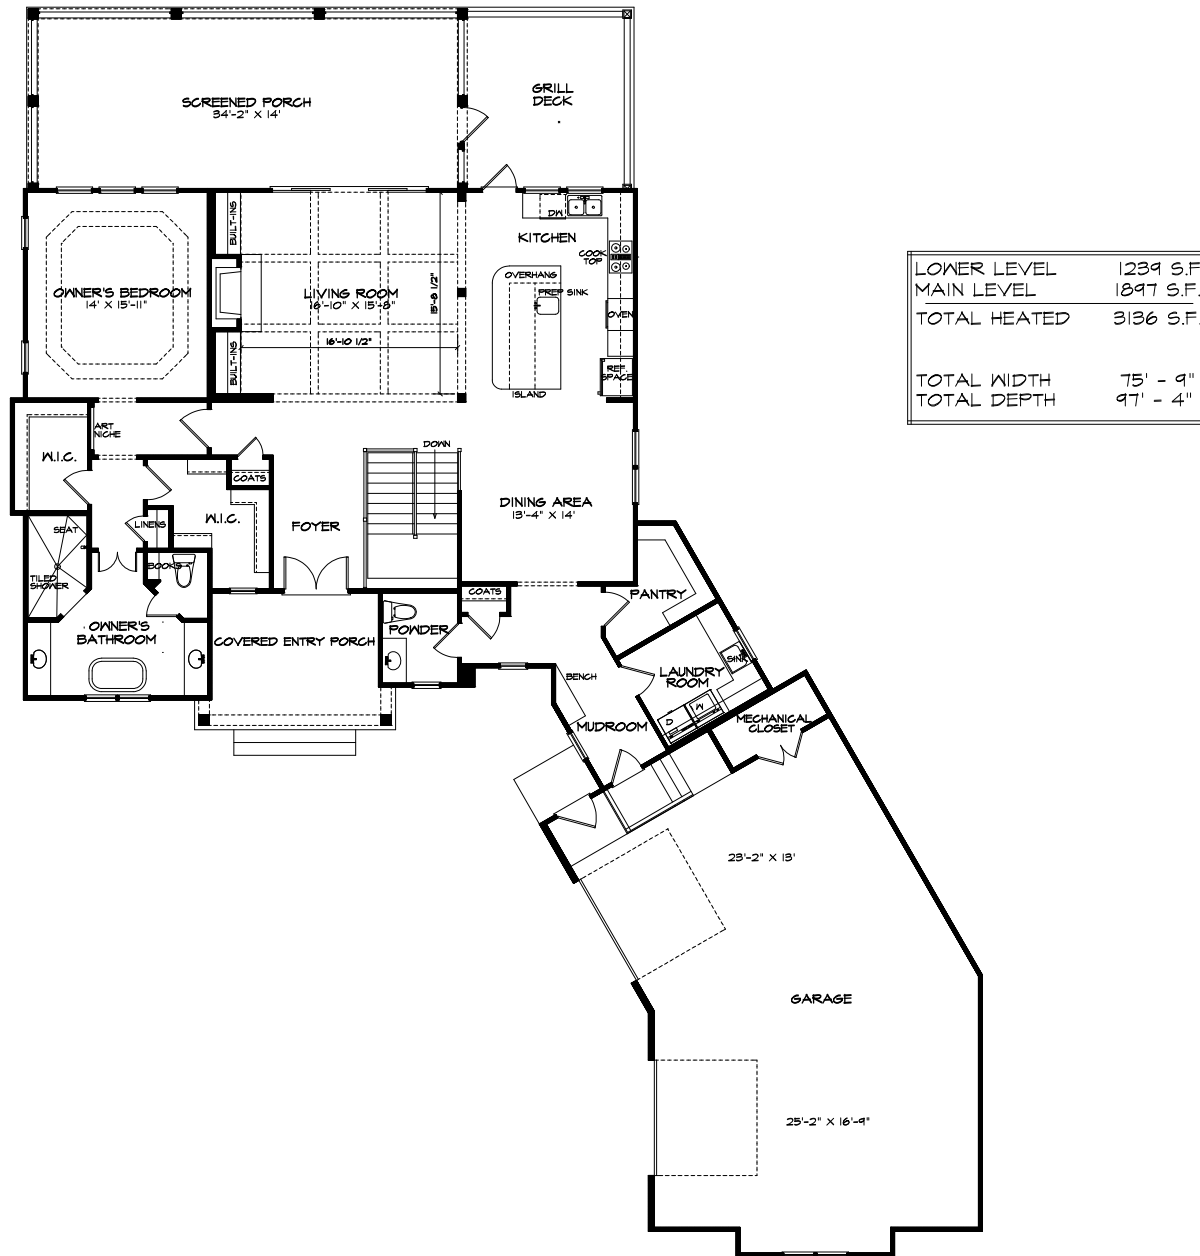 GRILL
DECK
SCREENED PORCH
34'-2" X 14'
BUILT-INS
DW
KITCHEN
COOK
TOP
OVERHANG
PREP SINK
OWNER'S BEDROOM
14' X 15'-11"
LIVING ROOM
16'-10" X 15'-8"
15'-8 1/2"
OVEN
16'-10 1/2"
BUILT-INS
REF.
SPACE
ISLAND
LOWER LEVEL 1239 S.F.
MAIN LEVEL 1897 S.F.
TOTAL HEATED 3136 S.F.
TOTAL WIDTH 75' - 9"
TOTAL DEPTH 97' - 4"
ART
NICHE
DOWN
W.I.C.
COATS
DINING AREA
13'-4" X 14'
LINENS
W.I.C.
SEAT
FOYER
BOOKS
TILED
SHOWER
COATS
PANTRY
OWNER'S
BATHROOM
COVERED ENTRY PORCH
POWDER
SINK
BENCH
LAUNDRY
ROOM
W
D
MUDROOM
MECHANICAL
CLOSET
23'-2" X 13'
GARAGE
25'-2" X 16'-9"